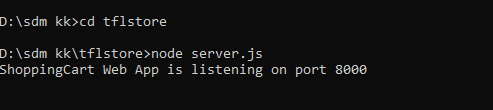 D:\sdm kk>cd tflstore
D:\sdm kk\tflstore>node server.js
ShoppingCart Web App is listening on port 8000